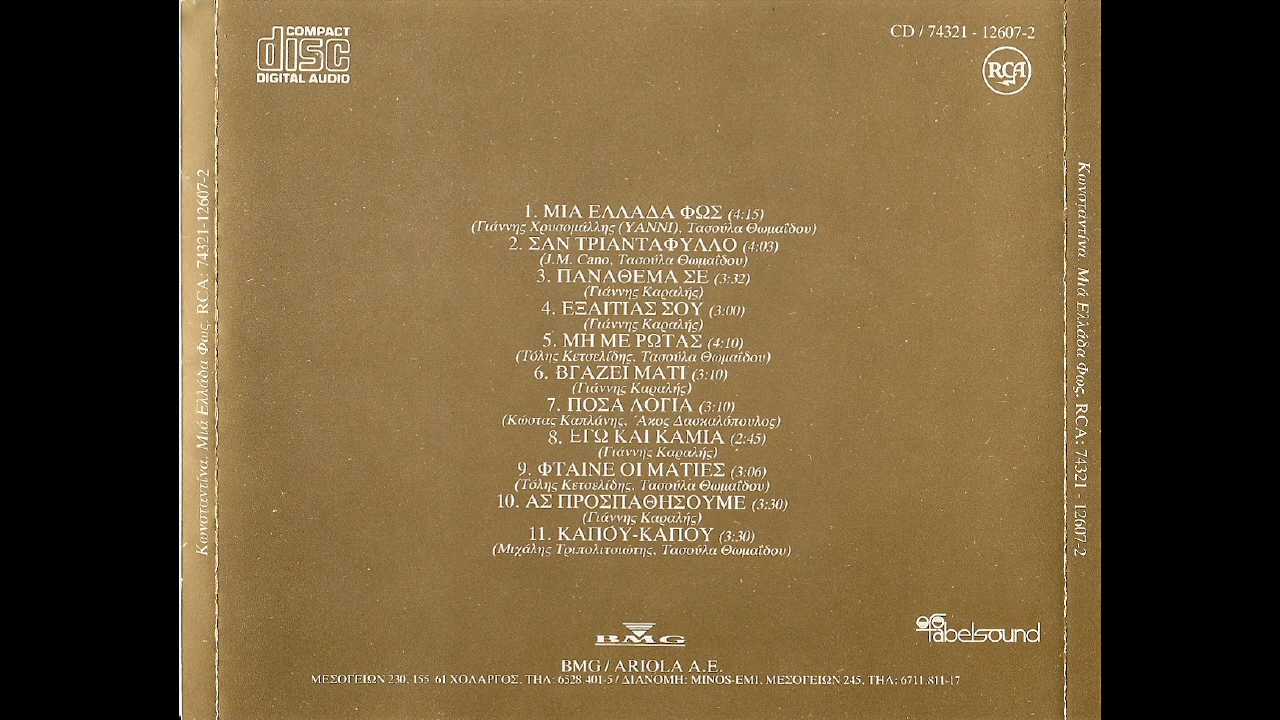 COMPACT
disc
DIGITAL AUDIO
CD / 74321 - 12607-2
RCA
Κωνσταντίνα, Μιά Ελλάδα Φως, RCA: 74321-12607-2
1. ΜΙΑ ΕΛΛΑΔΑ ΦΩΣ (4:15)
(Γιάννης Χρυσομάλλης (YANNI), Τασούλα Θωμαΐδου)
2. ΣΑΝ ΤΡΙΑΝΤΑΦΥΛΛΟ (4:03)
(J.M. Cano, Τασούλα Θωμαΐδου)
3. ΠΑΝΑΘΕΜΑ ΣΕ (3:32)
(Γιάννης Καραλής)
4. ΕΞΑΙΤΙΑΣ ΣΟΥ (3:00)
(Γιάννης Καραλής)
5. ΜΗ ΜΕ ΡΩΤΑΣ (4:10)
(Τόλης Κετσελίδης, Τασούλα Θωμαΐδου)
6. ΒΓΑΖΕΙ ΜΑΤΙ (3:10)
(Γιάννης Καραλής)
7. ΠΟΣΑ ΛΟΓΙΑ (3:10)
(Κώστας Καπλάνης, Άκος Δασκαλόπουλος)
8. ΕΓΩ ΚΑΙ ΚΑΜΙΑ (2:45)
(Γιάννης Καραλής)
9. ΦΤΑΙΝΕ ΟΙ ΜΑΤΙΕΣ (3:06)
(Τόλης Κετσελίδης, Τασούλα Θωμαΐδου)
10. ΑΣ ΠΡΟΣΠΑΘΗΣΟΥΜΕ (3:30)
(Γιάννης Καραλής)
11. ΚΑΠΟΥ-ΚΑΠΟΥ (3:30)
(Μιχάλης Τριπολιτσιώτης, Τασούλα Θωμαΐδου)
Κωνσταντίνα, Μιά Ελλάδα Φως, RCA: 74321 - 12607-2
BMG
fabelsound
BMG / ARIOLA A.E.
ΜΕΣΟΓΕΙΩΝ 230, 155 61 ΧΟΛΑΡΓΟΣ, ΤΗΛ: 6528 401-5 / ΔΙΑΝΟΜΗ: MINOS-EMI, ΜΕΣΟΓΕΙΩΝ 245, ΤΗΛ: 6711.811-17